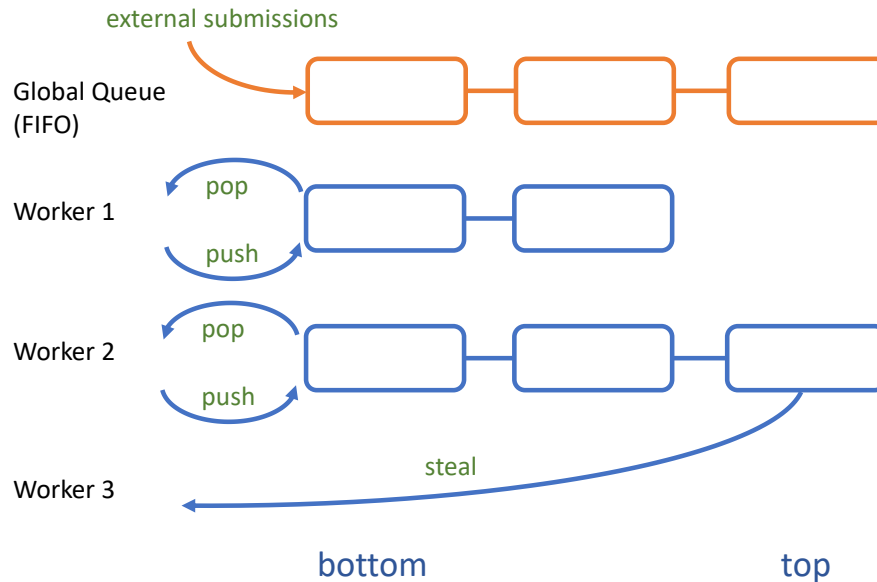 external submissions
Global Queue
(FIFO)
pop
Worker 1
push
pop
Worker 2
push
steal
Worker 3
bottom
top